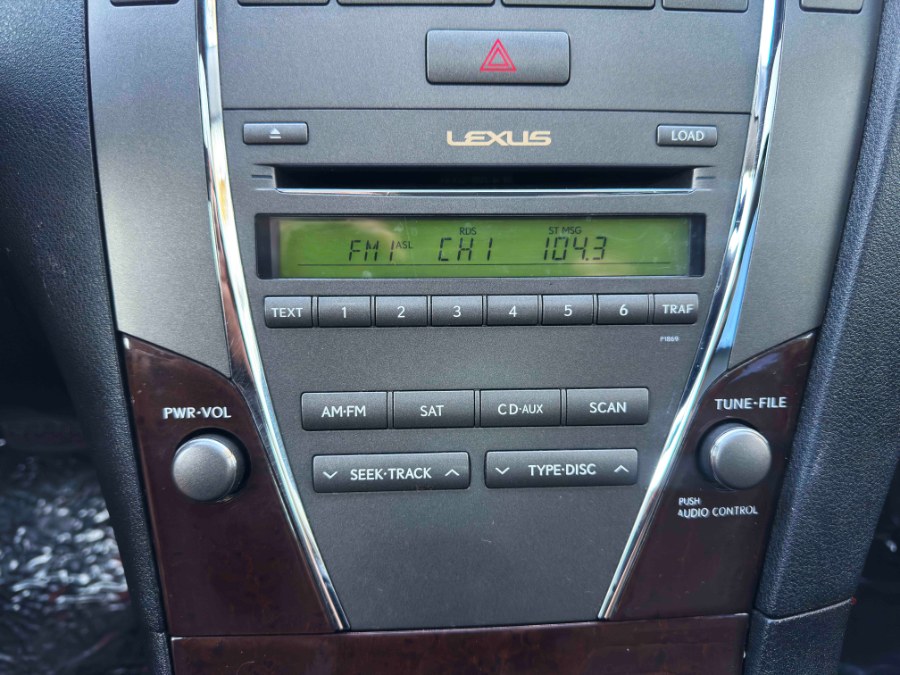 LEXUS
LOAD
RDS ST MSG
FM1 ASL CH1 104.3
TEXT 1 2 3 4 5 6 TRAF
P1869
AM·FM SAT CD·AUX SCAN
PWR·VOL
TUNE·FILE
SEEK·TRACK TYPE·DISC
PUSH
AUDIO CONTROL